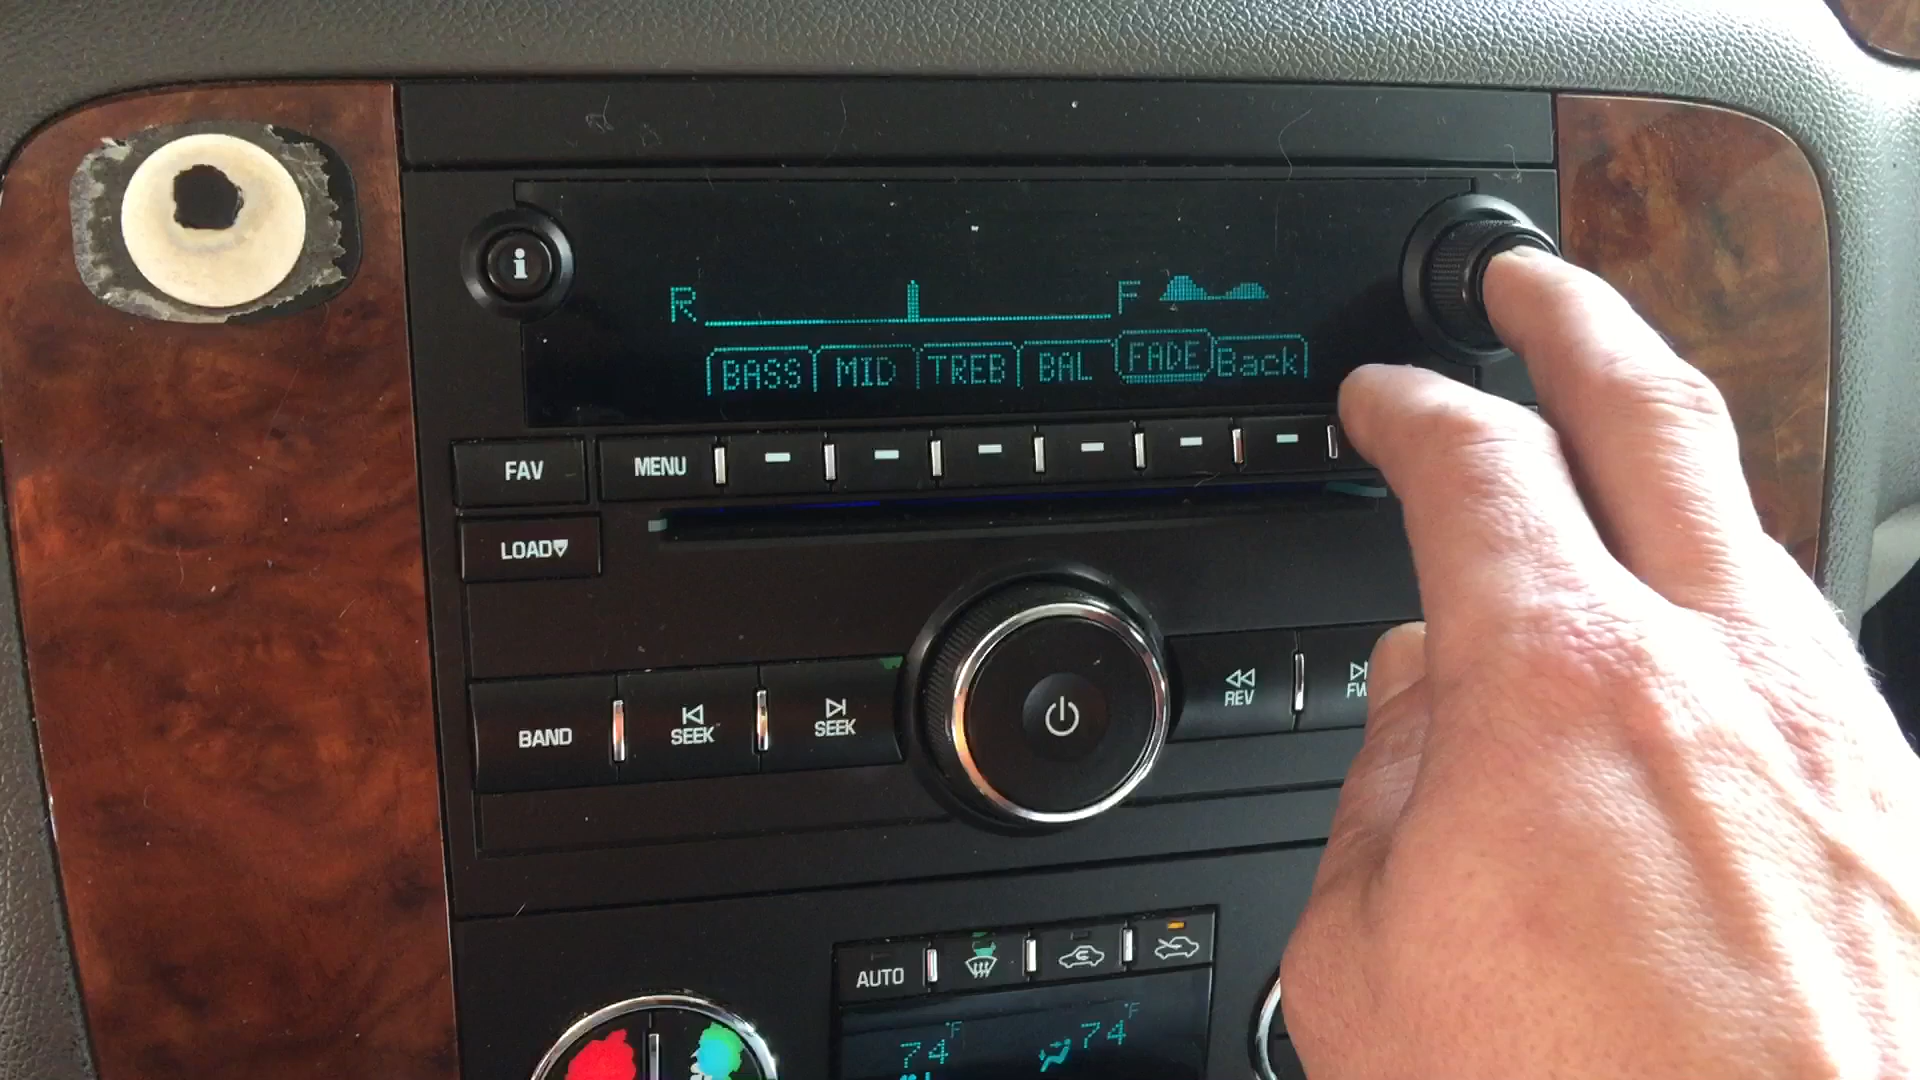 i
R F
BASS MID TREB BAL FADE Back
FAV MENU
LOAD
BAND SEEK SEEK REV
AUTO
74°F 74°F